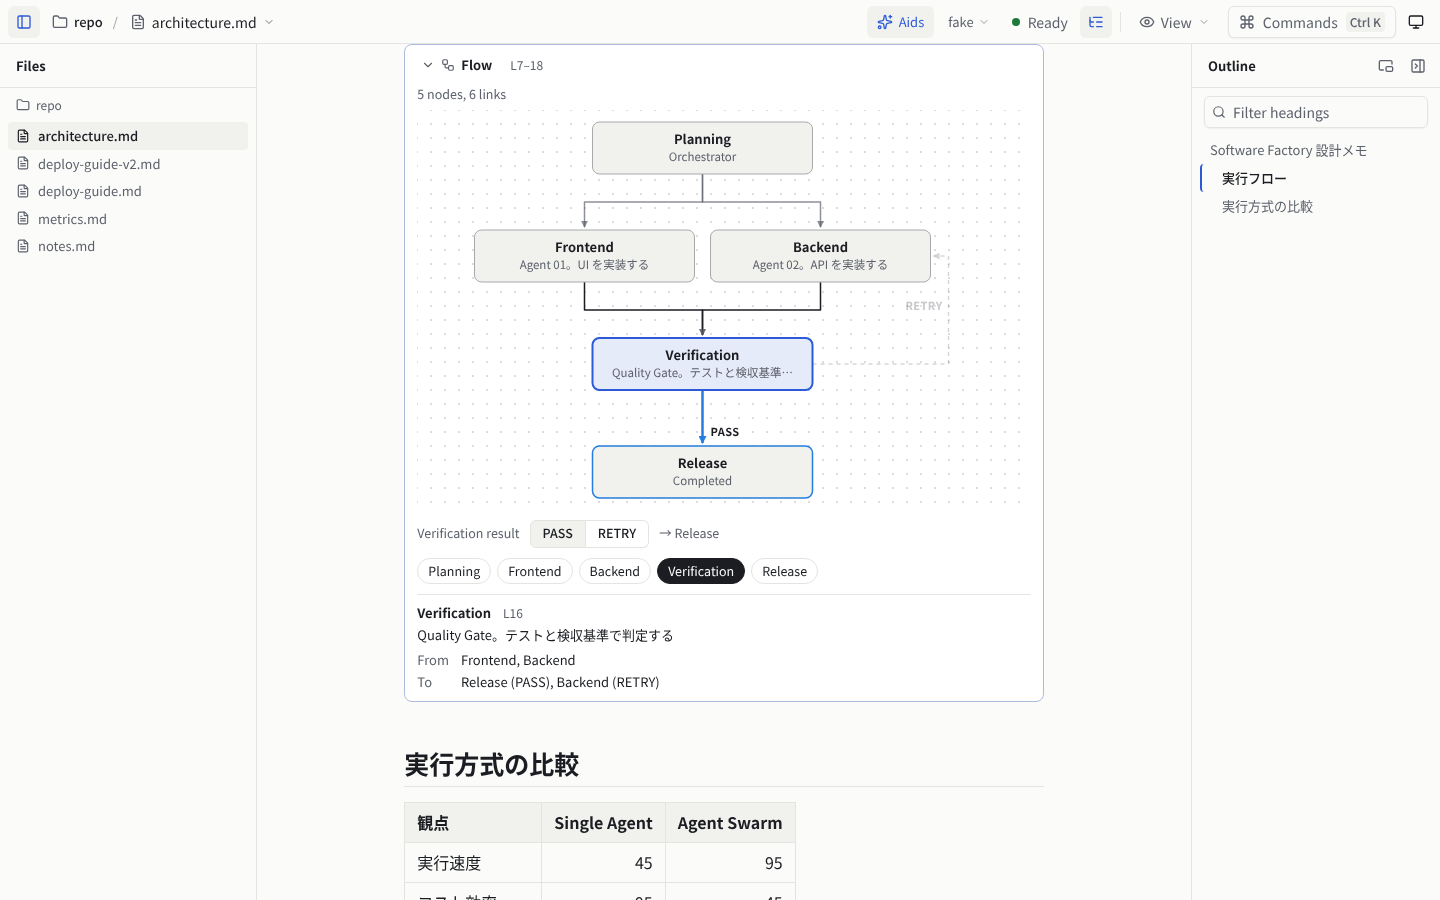 repo / architecture.md
Aids
fake
Ready
View
Commands Ctrl K
Files
repo
architecture.md
deploy-guide-v2.md
deploy-guide.md
metrics.md
notes.md
Flow L7–18
5 nodes, 6 links
Planning
Orchestrator
Frontend
Agent 01。UI を実装する
Backend
Agent 02。API を実装する
RETRY
Verification
Quality Gate。テストと検収基準…
PASS
Release
Completed
Verification result PASS RETRY → Release
Planning Frontend Backend Verification Release
Verification L16
Quality Gate。テストと検収基準で判定する
From Frontend, Backend
To Release (PASS), Backend (RETRY)
実行方式の比較
観点 Single Agent Agent Swarm
実行速度 45 95
Outline
Filter headings
Software Factory 設計メモ
実行フロー
実行方式の比較